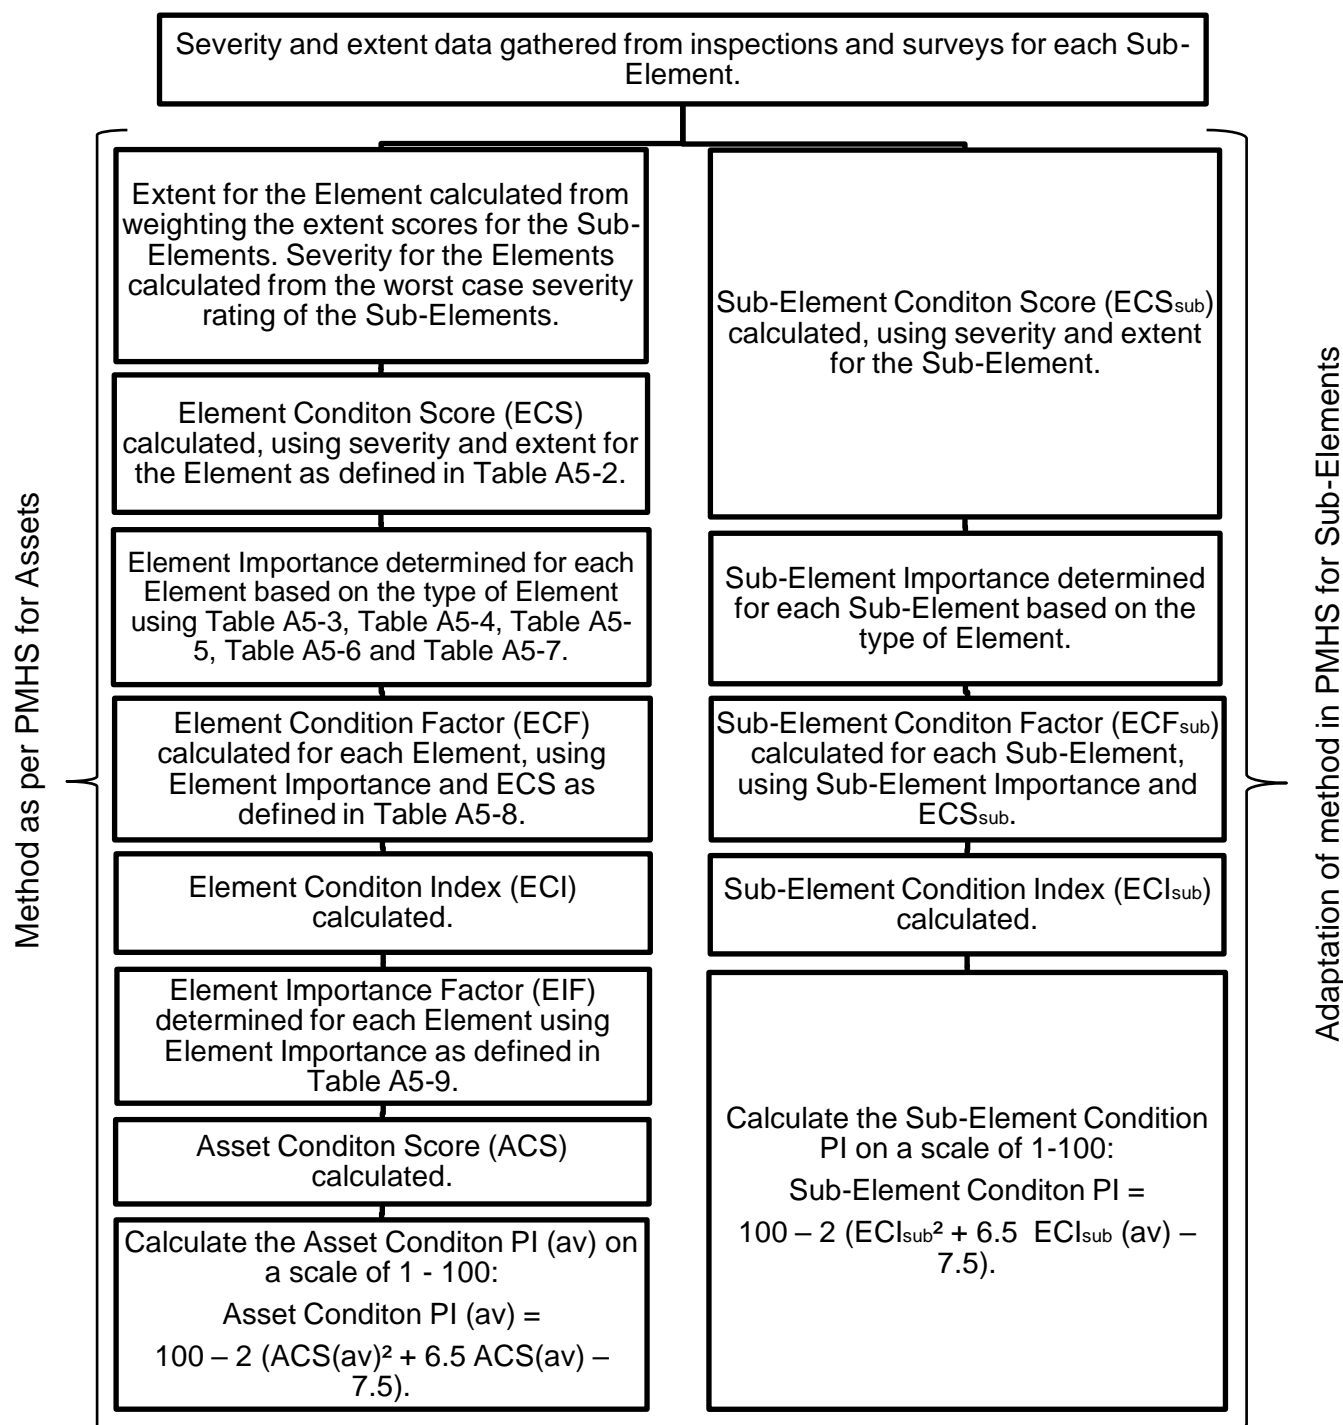 Severity and extent data gathered from inspections and surveys for each Sub-
Element.
Method as per PMHS for Assets
Extent for the Element calculated from
weighting the extent scores for the Sub-
Elements. Severity for the Elements
calculated from the worst case severity
rating of the Sub-Elements.
Element Conditon Score (ECS)
calculated, using severity and extent for
the Element as defined in Table A5-2.
Element Importance determined for each
Element based on the type of Element
using Table A5-3, Table A5-4, Table A5-
5, Table A5-6 and Table A5-7.
Element Condition Factor (ECF)
calculated for each Element, using
Element Importance and ECS as
defined in Table A5-8.
Element Conditon Index (ECI)
calculated.
Element Importance Factor (EIF)
determined for each Element using
Element Importance as defined in
Table A5-9.
Asset Conditon Score (ACS)
calculated.
Calculate the Asset Conditon PI (av) on
a scale of 1 - 100:
Asset Conditon PI (av) =
100 – 2 (ACS(av)² + 6.5 ACS(av) –
7.5).
Sub-Element Conditon Score (ECSsub)
calculated, using severity and extent
for the Sub-Element.
Sub-Element Importance determined
for each Sub-Element based on the
type of Element.
Sub-Element Conditon Factor (ECFsub)
calculated for each Sub-Element,
using Sub-Element Importance and
ECSsub.
Sub-Element Condition Index (ECIsub)
calculated.
Calculate the Sub-Element Condition
PI on a scale of 1-100:
Sub-Element Conditon PI =
100 – 2 (ECIsub² + 6.5 ECIsub (av) –
7.5).
Adaptation of method in PMHS for Sub-Elements